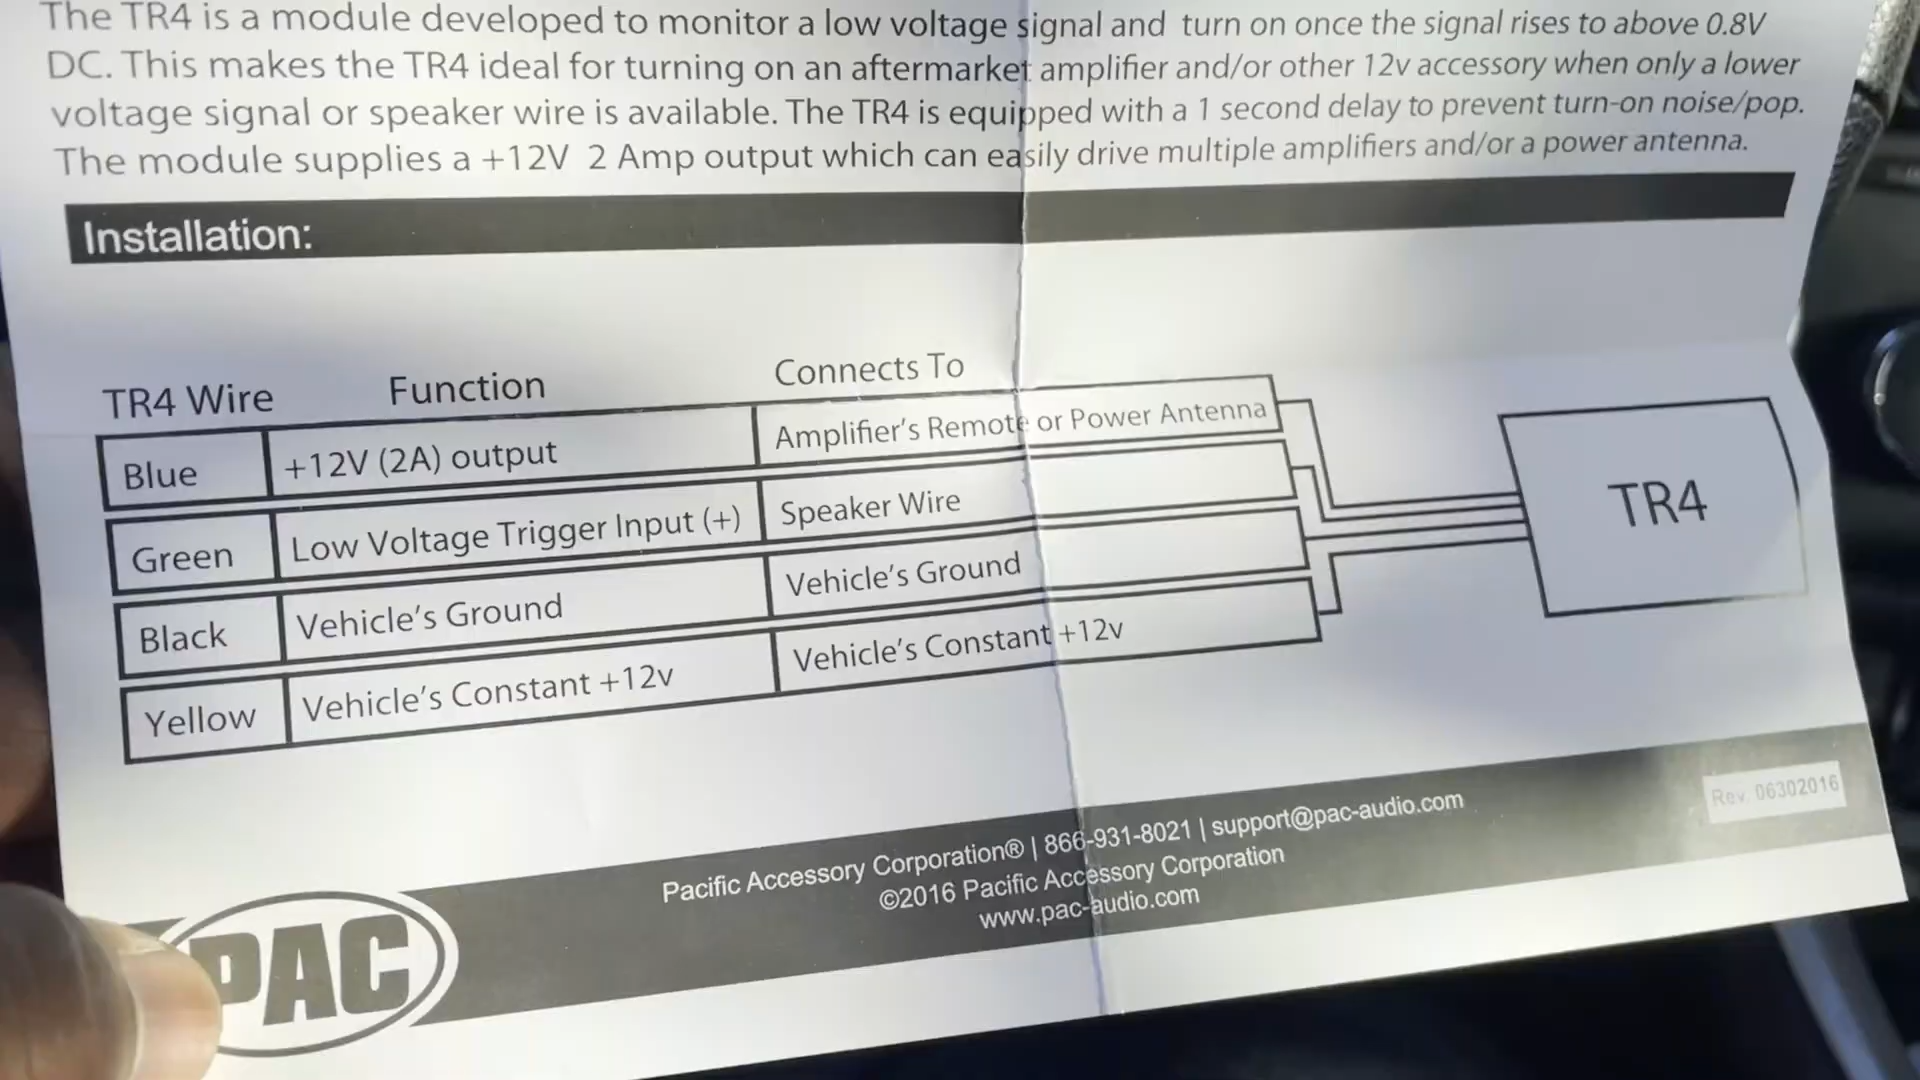 The TR4 is a module developed to monitor a low voltage signal and turn on once the signal rises to above 0.8V
DC. This makes the TR4 ideal for turning on an aftermarket amplifier and/or other 12v accessory when only a lower
voltage signal or speaker wire is available. The TR4 is equipped with a 1 second delay to prevent turn-on noise/pop.
The module supplies a +12V 2 Amp output which can easily drive multiple amplifiers and/or a power antenna.
Installation:
TR4 Wire Function Connects To
Blue +12V (2A) output Amplifier's Remote or Power Antenna
Green Low Voltage Trigger Input (+) Speaker Wire
Black Vehicle's Ground Vehicle's Ground
Yellow Vehicle's Constant +12v Vehicle's Constant +12v
TR4
Pacific Accessory Corporation® | 866-931-8021 | support@pac-audio.com
©2016 Pacific Accessory Corporation
www.pac-audio.com
Rev. 06302016
PAC